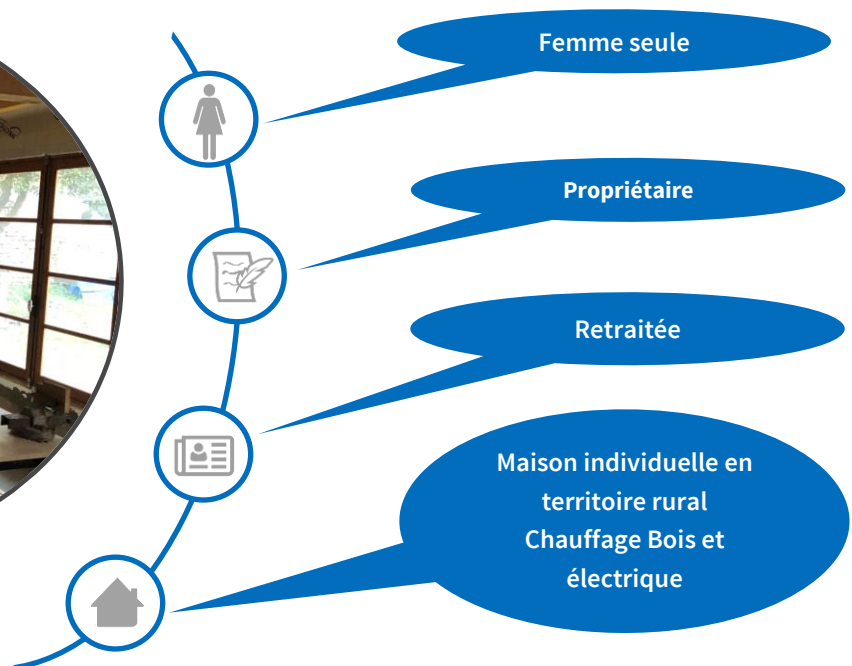 Femme seule
Propriétaire
Retraitée
Maison individuelle en
territoire rural
Chauffage Bois et
électrique